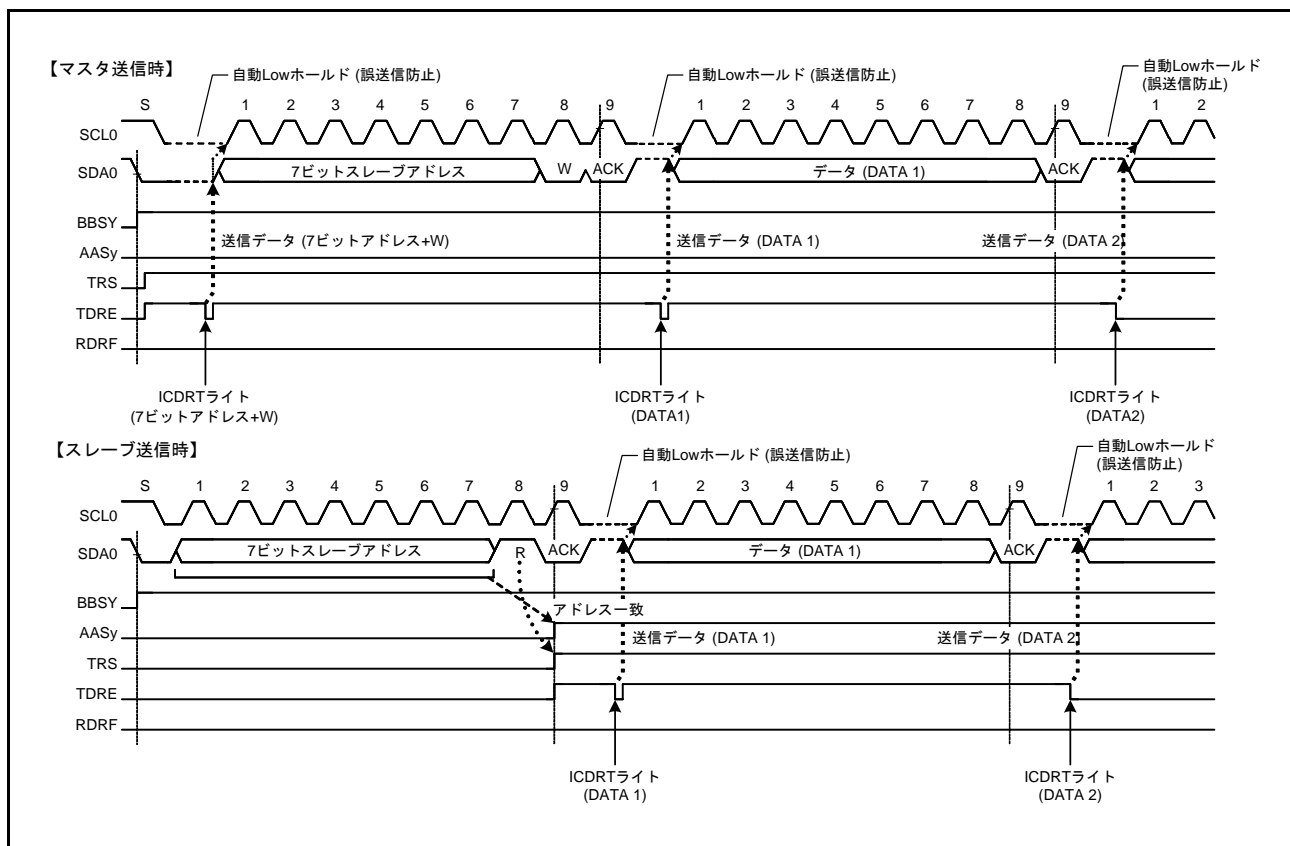 【マスタ送信時】
自動Lowホールド (誤送信防止)
自動Lowホールド (誤送信防止)
自動Lowホールド
(誤送信防止)
S 1 2 3 4 5 6 7 8 9 1 2 3 4 5 6 7 8 9 1 2
SCL0
SDA0 7ビットスレーブアドレス W ACK データ (DATA 1) ACK
BBSY
送信データ (7ビットアドレス+W) 送信データ (DATA 1) 送信データ (DATA 2)
AASy
TRS
TDRE
RDRF
ICDRTライト
(7ビットアドレス+W)
ICDRTライト
(DATA1)
ICDRTライト
(DATA2)
【スレーブ送信時】
自動Lowホールド (誤送信防止)
自動Lowホールド
(誤送信防止)
S 1 2 3 4 5 6 7 8 9 1 2 3 4 5 6 7 8 9 1 2 3
SCL0
SDA0 7ビットスレーブアドレス R ACK データ (DATA 1) ACK
BBSY
アドレス一致
AASy
送信データ (DATA 1) 送信データ (DATA 2)
TRS
TDRE
RDRF
ICDRTライト
(DATA 1)
ICDRTライト
(DATA 2)